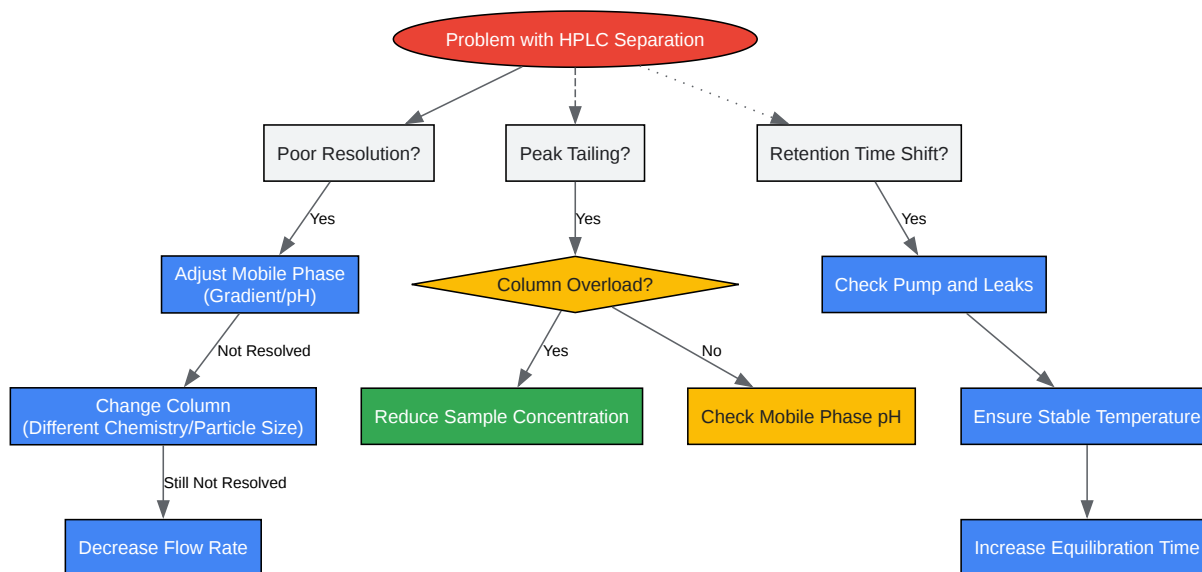 Problem with HPLC Separation
Poor Resolution?
Peak Tailing?
Retention Time Shift?
Yes
Yes
Yes
Adjust Mobile Phase
(Gradient/pH)
Column Overload?
Check Pump and Leaks
Not Resolved
Yes
No
Change Column
(Different Chemistry/Particle Size)
Reduce Sample Concentration
Check Mobile Phase pH
Ensure Stable Temperature
Still Not Resolved
Decrease Flow Rate
Increase Equilibration Time